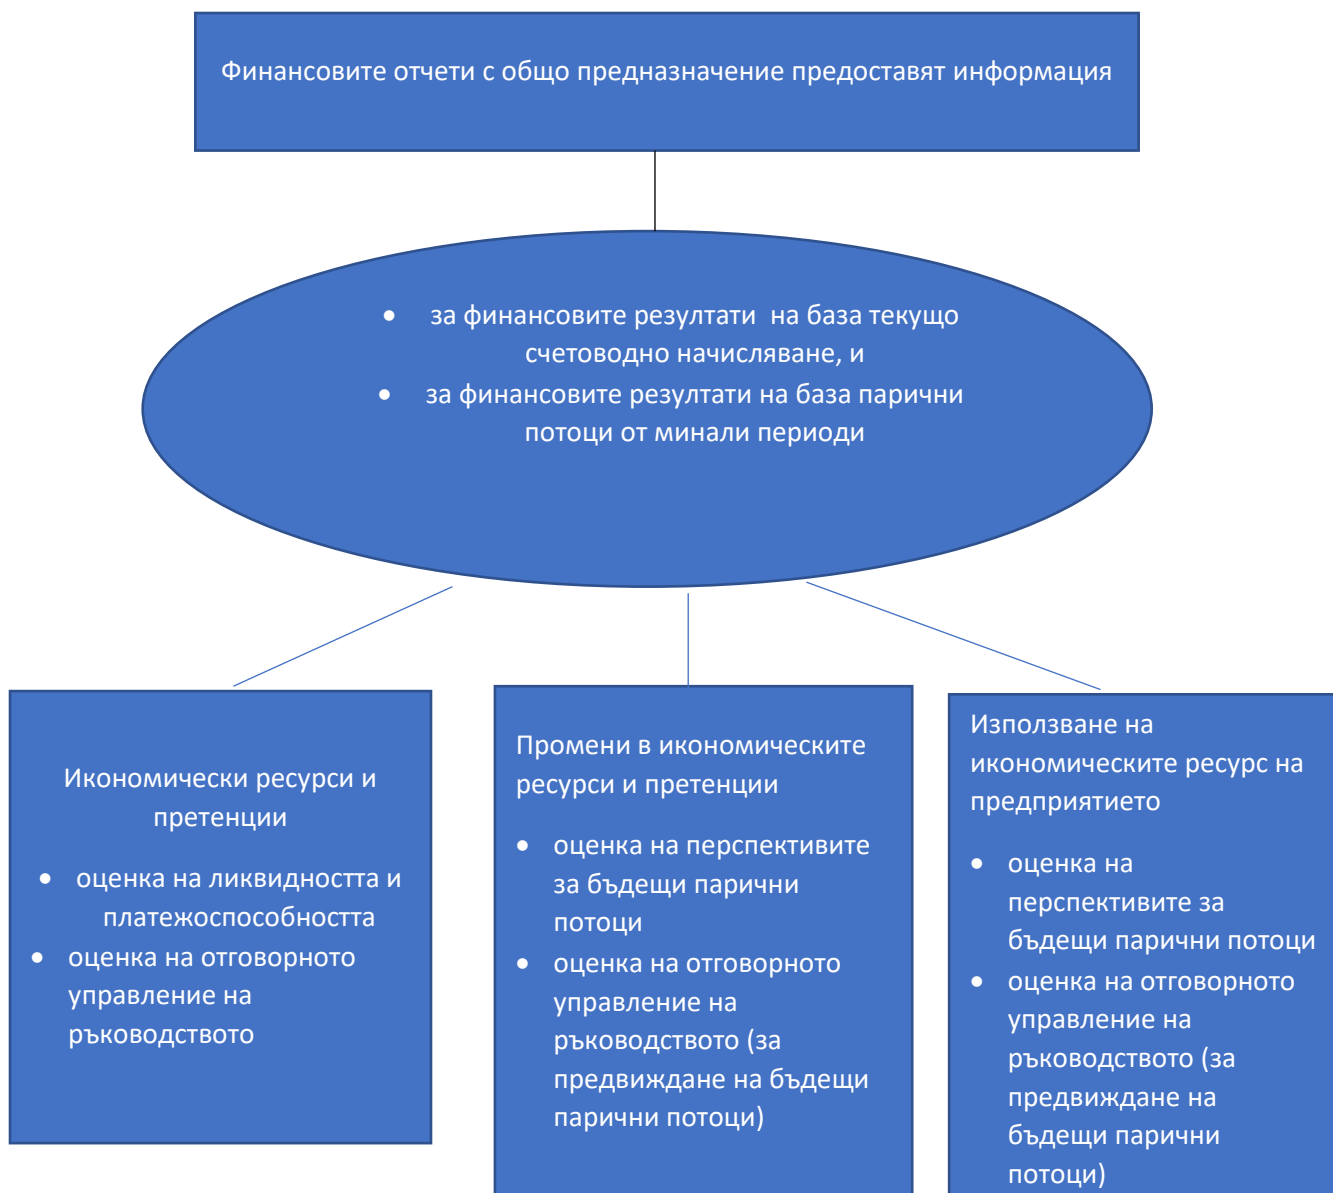 Финансовите отчети с общо предназначение предоставят информация
• за финансовите резултати на база текущо
счетоводно начисляване, и
• за финансовите резултати на база парични
потоци от минали периоди
Икономически ресурси и
претенции
• оценка на ликвидността и
платежоспособността
• оценка на отговорното
управление на
ръководството
Промени в икономическите
ресурси и претенции
• оценка на перспективите
за бъдещи парични
потоци
• оценка на отговорното
управление на
ръководството (за
предвиждане на бъдещи
парични потоци)
Използване на
икономическите ресурс на
предприятието
• оценка на
перспективите за
бъдещи парични потоци
• оценка на отговорното
управление на
ръководството (за
предвиждане на
бъдещи парични
потоци)